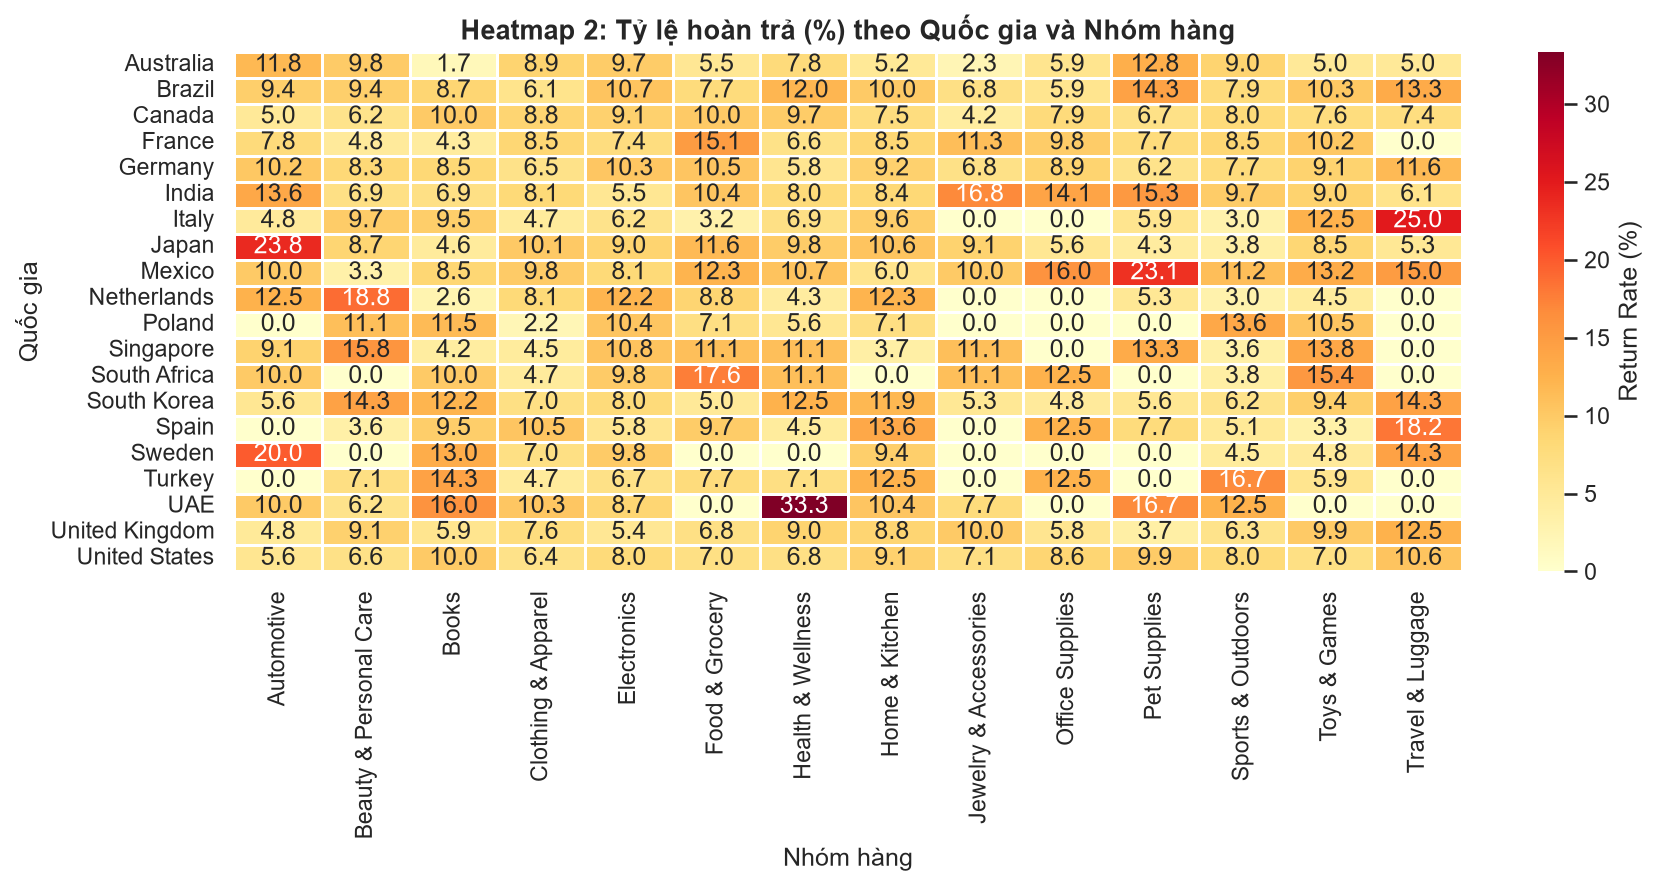 Heatmap 2: Tỷ lệ hoàn trả (%) theo Quốc gia và Nhóm hàng
Quốc gia
Australia 11.8 9.8 1.7 8.9 9.7 5.5 7.8 5.2 2.3 5.9 12.8 9.0 5.0 5.0
Brazil 9.4 9.4 8.7 6.1 10.7 7.7 12.0 10.0 6.8 5.9 14.3 7.9 10.3 13.3
Canada 5.0 6.2 10.0 8.8 9.1 10.0 9.7 7.5 4.2 7.9 6.7 8.0 7.6 7.4
France 7.8 4.8 4.3 8.5 7.4 15.1 6.6 8.5 11.3 9.8 7.7 8.5 10.2 0.0
Germany 10.2 8.3 8.5 6.5 10.3 10.5 5.8 9.2 6.8 8.9 6.2 7.7 9.1 11.6
India 13.6 6.9 6.9 8.1 5.5 10.4 8.0 8.4 16.8 14.1 15.3 9.7 9.0 6.1
Italy 4.8 9.7 9.5 4.7 6.2 3.2 6.9 9.6 0.0 0.0 5.9 3.0 12.5 25.0
Japan 23.8 8.7 4.6 10.1 9.0 11.6 9.8 10.6 9.1 5.6 4.3 3.8 8.5 5.3
Mexico 10.0 3.3 8.5 9.8 8.1 12.3 10.7 6.0 10.0 16.0 23.1 11.2 13.2 15.0
Netherlands 12.5 18.8 2.6 8.1 12.2 8.8 4.3 12.3 0.0 0.0 5.3 3.0 4.5 0.0
Poland 0.0 11.1 11.5 2.2 10.4 7.1 5.6 7.1 0.0 0.0 0.0 13.6 10.5 0.0
Singapore 9.1 15.8 4.2 4.5 10.8 11.1 11.1 3.7 11.1 0.0 13.3 3.6 13.8 0.0
South Africa 10.0 0.0 10.0 4.7 9.8 17.6 11.1 0.0 11.1 12.5 0.0 3.8 15.4 0.0
South Korea 5.6 14.3 12.2 7.0 8.0 5.0 12.5 11.9 5.3 4.8 5.6 6.2 9.4 14.3
Spain 0.0 3.6 9.5 10.5 5.8 9.7 4.5 13.6 0.0 12.5 7.7 5.1 3.3 18.2
Sweden 20.0 0.0 13.0 7.0 9.8 0.0 0.0 9.4 0.0 0.0 0.0 4.5 4.8 14.3
Turkey 0.0 7.1 14.3 4.7 6.7 7.7 7.1 12.5 0.0 12.5 0.0 16.7 5.9 0.0
UAE 10.0 6.2 16.0 10.3 8.7 0.0 33.3 10.4 7.7 0.0 16.7 12.5 0.0 0.0
United Kingdom 4.8 9.1 5.9 7.6 5.4 6.8 9.0 8.8 10.0 5.8 3.7 6.3 9.9 12.5
United States 5.6 6.6 10.0 6.4 8.0 7.0 6.8 9.1 7.1 8.6 9.9 8.0 7.0 10.6
Automotive
Beauty & Personal Care
Books
Clothing & Apparel
Electronics
Food & Grocery
Health & Wellness
Home & Kitchen
Jewelry & Accessories
Office Supplies
Pet Supplies
Sports & Outdoors
Toys & Games
Travel & Luggage
Nhóm hàng
30
25
20
15
10
5
0
Return Rate (%)